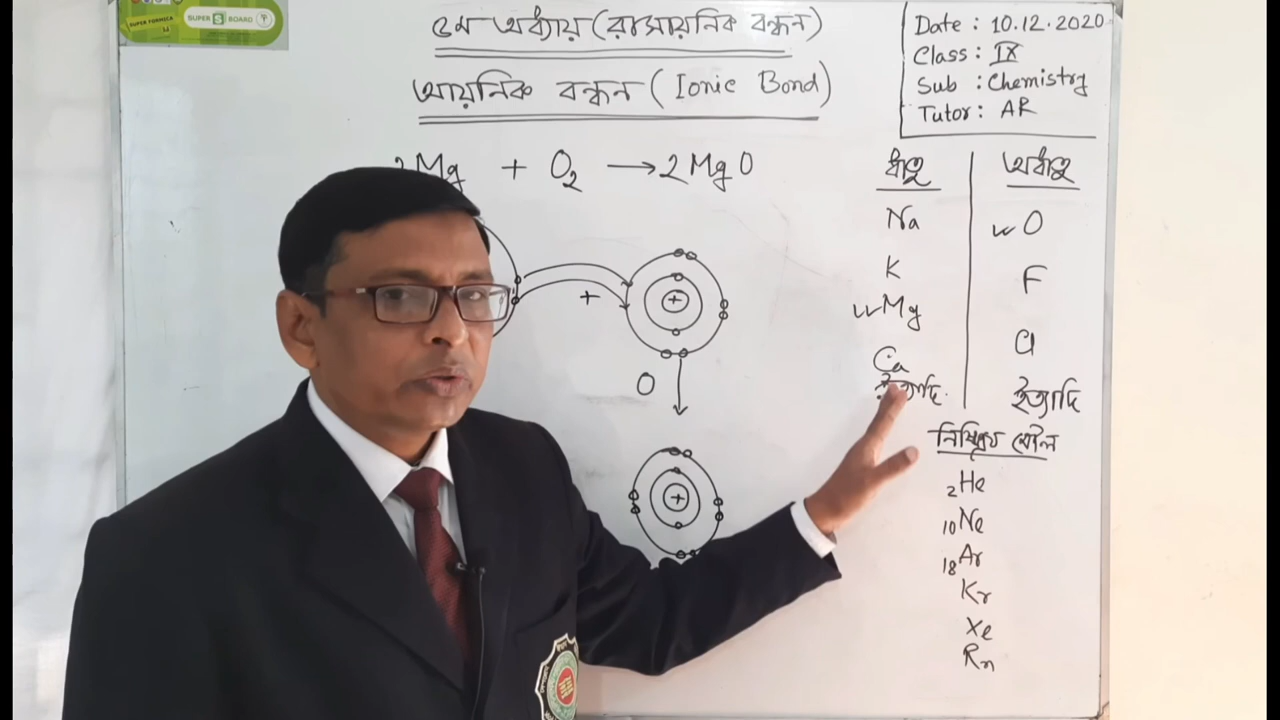 SUPER FORMICA
SUPER S BOARD
৫ম অধ্যায় (রাসায়নিক বন্ধন)
আয়নিক বন্ধন (Ionic Bond)
Date : 10.12.2020
Class : IX
Sub : Chemistry
Tutor : AR
2Mg + O₂ → 2MgO
+
+
O
+
ধাতু
Na
K
Mg
Ca
ইত্যাদি
অধাতু
O
F
Cl
ইত্যাদি
নিষ্ক্রিয় মৌল
₂He
₁₀Ne
₁₈Ar
Kr
Xe
Rn